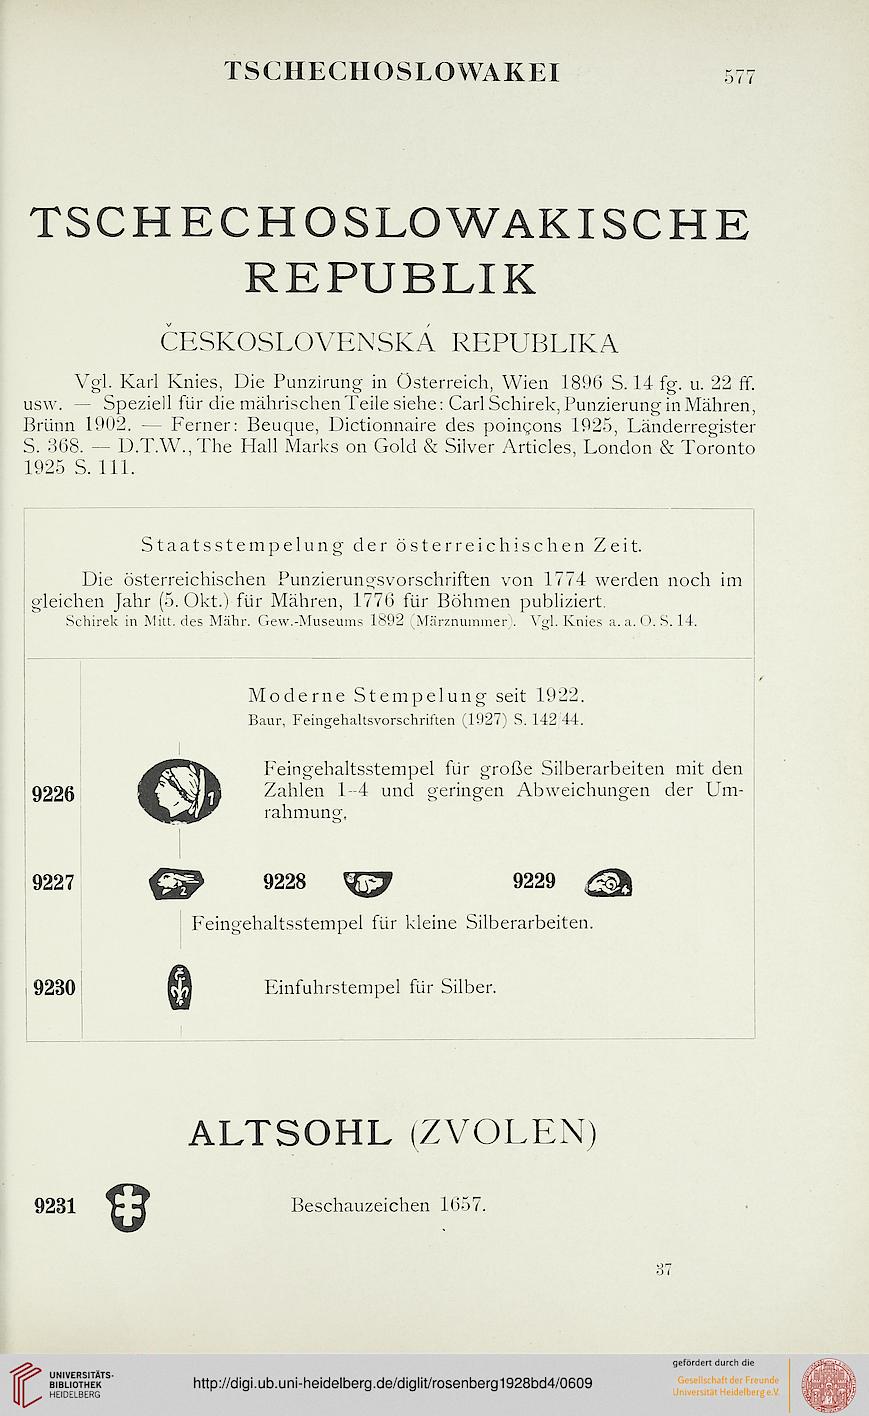 TSCHECHOSLOWAKEI 577
TSCHECHOSLOWAKISCHE
REPUBLIK
ČESKOSLOVENSKÁ REPUBLIKA
Vgl. Karl Knies, Die Punzirung in Österreich, Wien 1896 S. 14 fg. u. 22 ff.
usw. — Speziell für die mährischen Teile siehe: Carl Schirek, Punzierung in Mähren,
Brünn 1902. — Ferner: Beuque, Dictionnaire des poinçons 1925, Länderregister
S. 368. — D.T.W., The Hall Marks on Gold & Silver Articles, London & Toronto
1925 S. 111.
Staatsstempelung der österreichischen Zeit.
Die österreichischen Punzierungsvorschriften von 1774 werden noch im
gleichen Jahr (5. Okt.) für Mähren, 1776 für Böhmen publiziert.
Schirek in Mitt. des Mähr. Gew.-Museums 1892 (Märznummer). Vgl. Knies a. a. O. S. 14.
Moderne Stempelung seit 1922.
Baur, Feingehaltsvorschriften (1927) S. 142/44.
Feingehaltsstempel für große Silberarbeiten mit den
9226 1 Zahlen 1-4 und geringen Abweichungen der Um-
rahmung.
9227 2 9228 3 9229 4
Feingehaltsstempel für kleine Silberarbeiten.
9230 Einfuhrstempel für Silber.
ALTSOHL (ZVOLEN)
9231 Beschauzeichen 1657.
37
UNIVERSITÄTS-
BIBLIOTHEK
HEIDELBERG
http://digi.ub.uni-heidelberg.de/diglit/rosenberg1928bd4/0609
gefördert durch die
Gesellschaft der Freunde
Universität Heidelberg e.V.